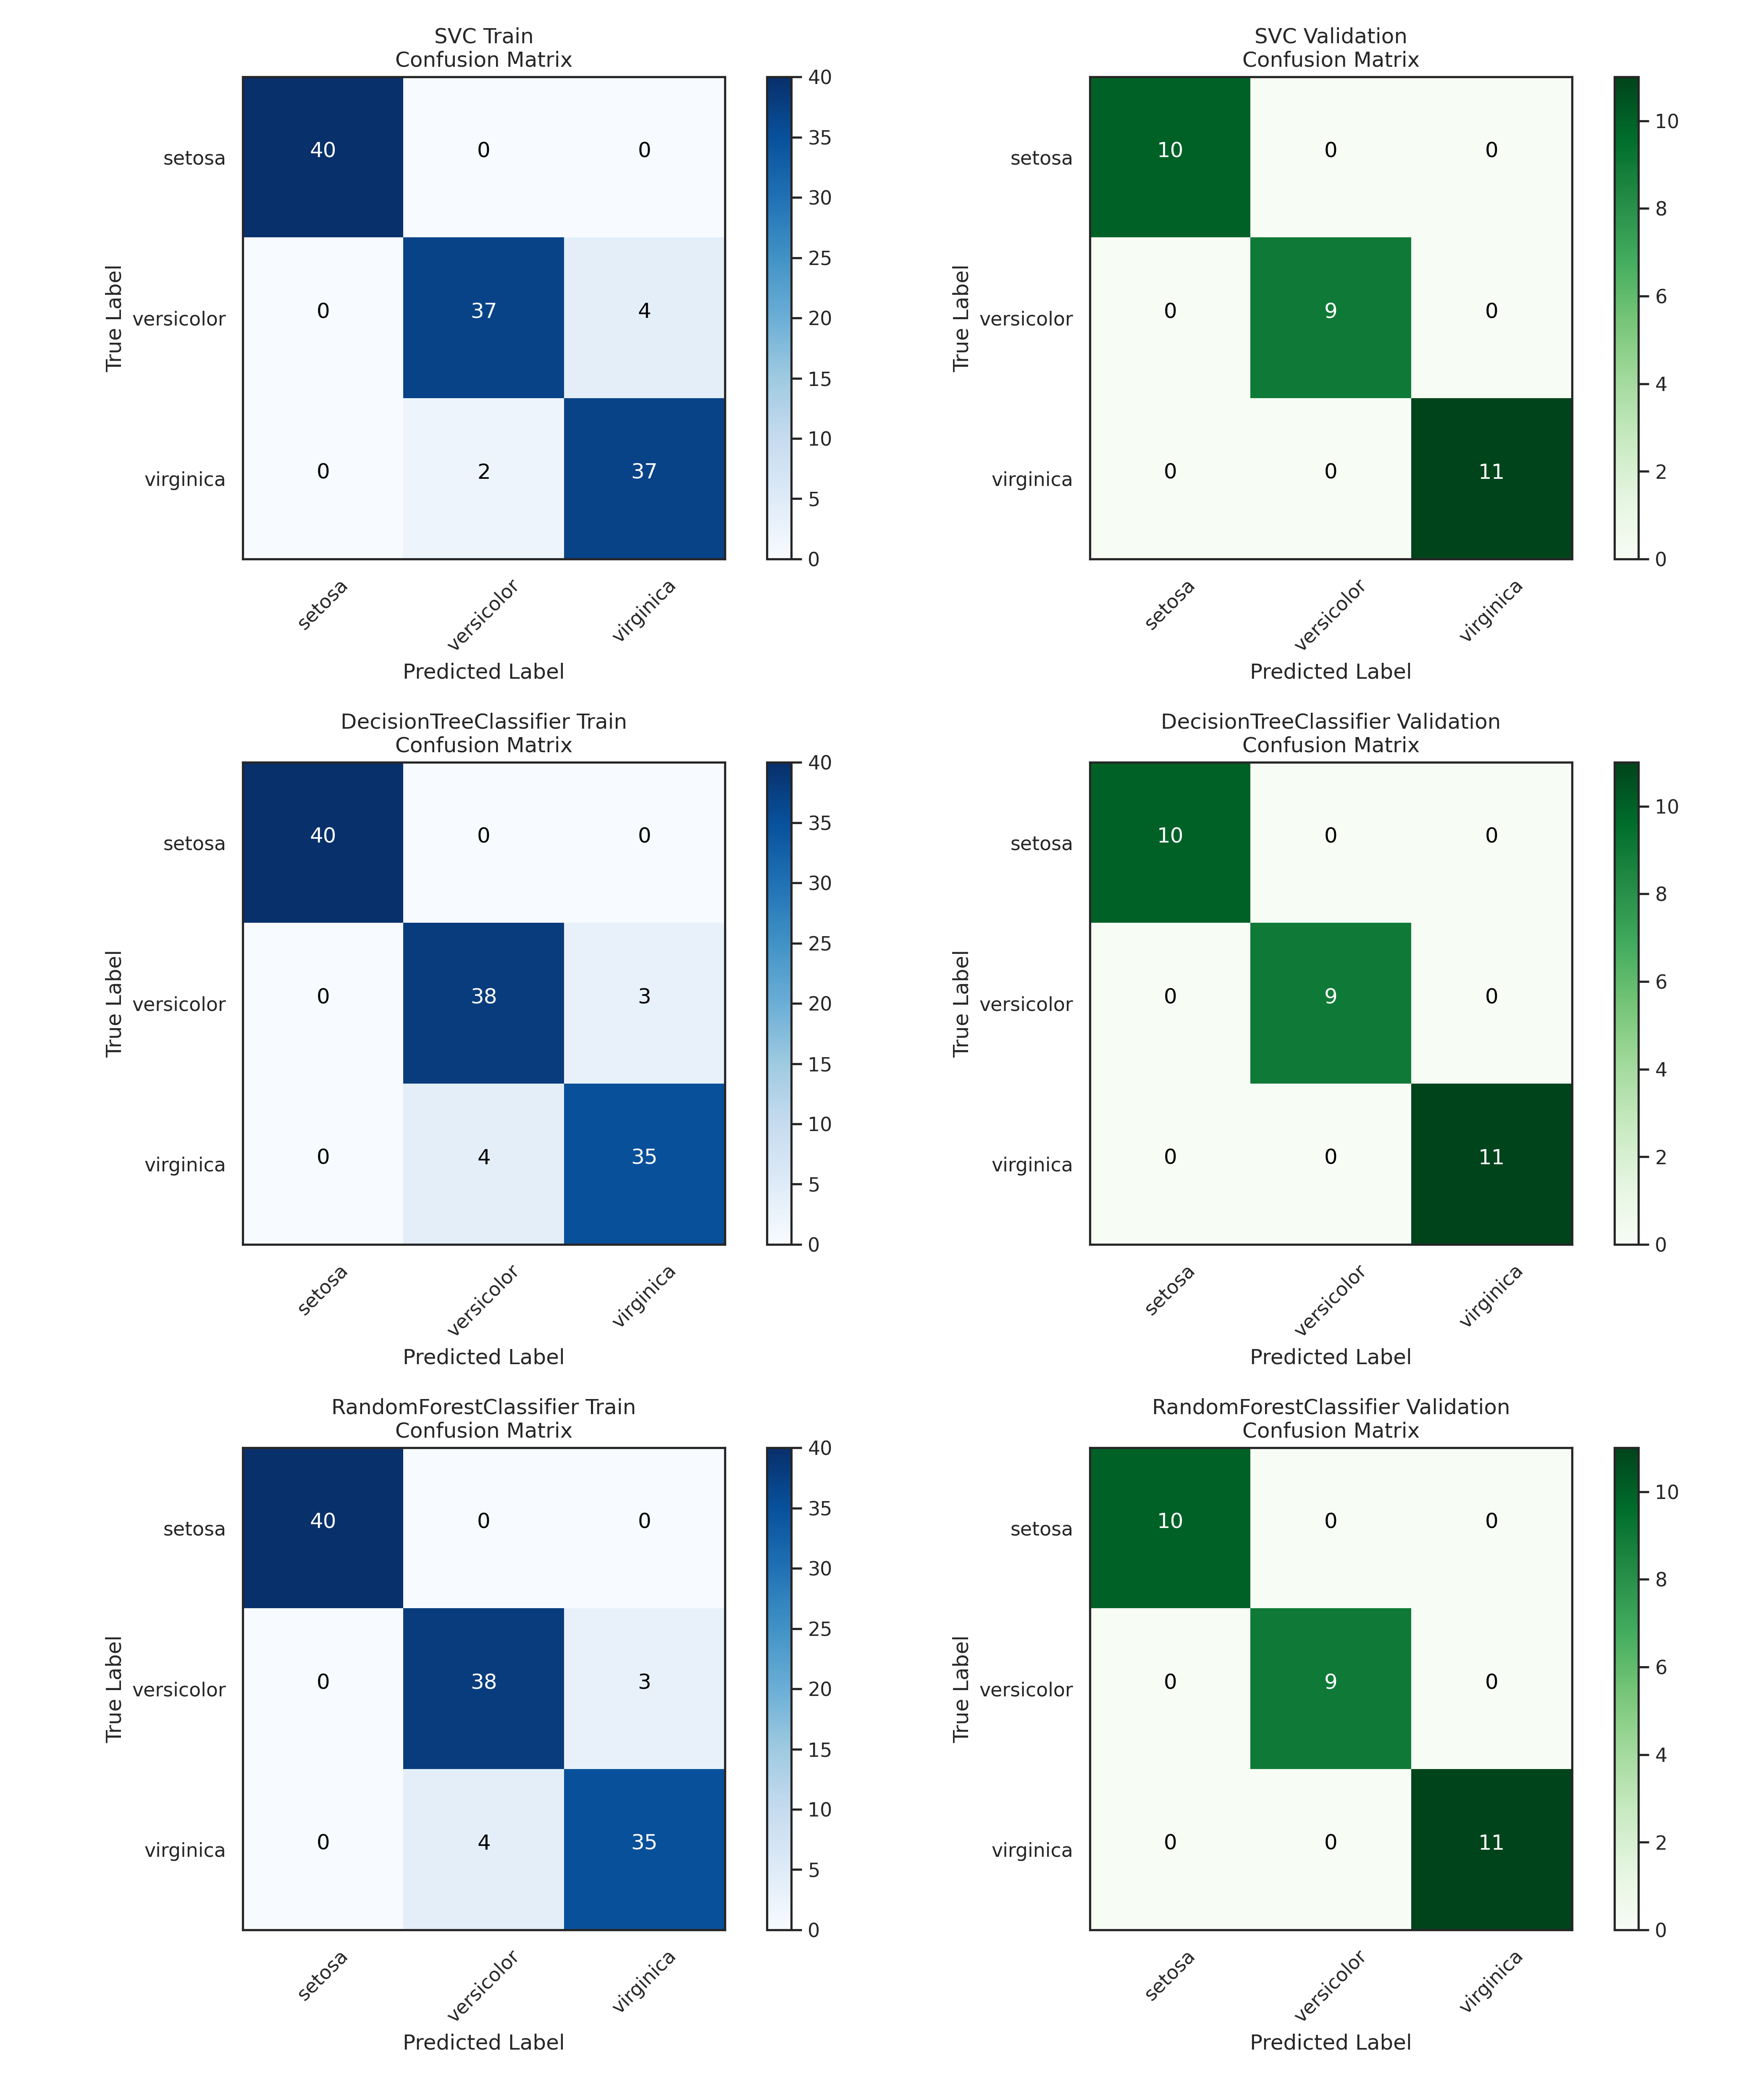 SVC Train
Confusion Matrix
40
35
30
25
20
15
10
5
0
True Label
setosa
40 0 0
versicolor
0 37 4
virginica
0 2 37
setosa
versicolor
virginica
Predicted Label
SVC Validation
Confusion Matrix
10
8
6
4
2
0
True Label
setosa
10 0 0
versicolor
0 9 0
virginica
0 0 11
setosa
versicolor
virginica
Predicted Label
DecisionTreeClassifier Train
Confusion Matrix
40
35
30
25
20
15
10
5
0
True Label
setosa
40 0 0
versicolor
0 38 3
virginica
0 4 35
setosa
versicolor
virginica
Predicted Label
DecisionTreeClassifier Validation
Confusion Matrix
10
8
6
4
2
0
True Label
setosa
10 0 0
versicolor
0 9 0
virginica
0 0 11
setosa
versicolor
virginica
Predicted Label
RandomForestClassifier Train
Confusion Matrix
40
35
30
25
20
15
10
5
0
True Label
setosa
40 0 0
versicolor
0 38 3
virginica
0 4 35
setosa
versicolor
virginica
Predicted Label
RandomForestClassifier Validation
Confusion Matrix
10
8
6
4
2
0
True Label
setosa
10 0 0
versicolor
0 9 0
virginica
0 0 11
setosa
versicolor
virginica
Predicted Label